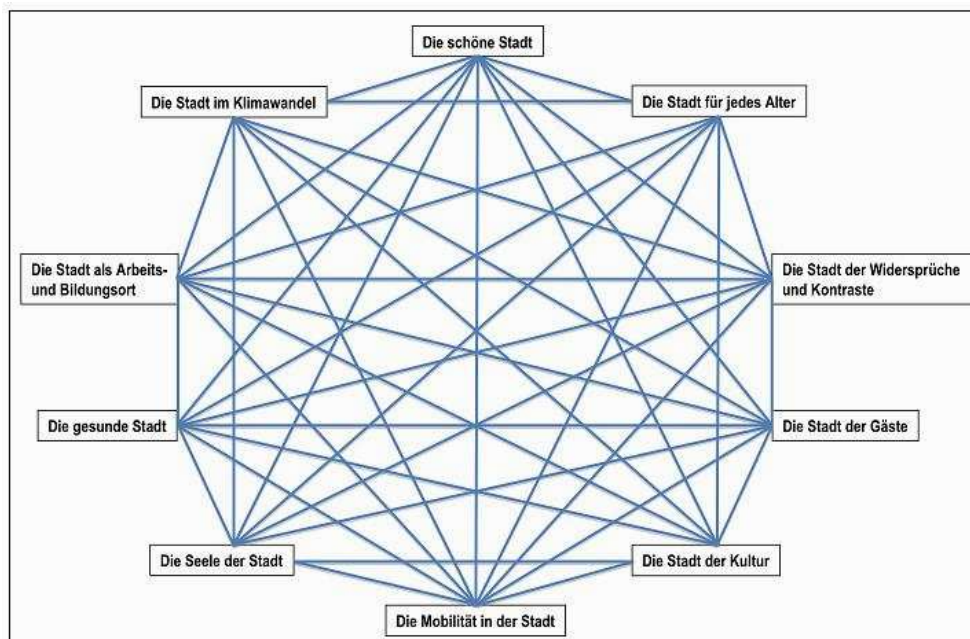 Die schöne Stadt
Die Stadt im Klimawandel
Die Stadt für jedes Alter
Die Stadt als Arbeits-
und Bildungsort
Die Stadt der Widersprüche
und Kontraste
Die gesunde Stadt
Die Stadt der Gäste
Die Seele der Stadt
Die Stadt der Kultur
Die Mobilität in der Stadt